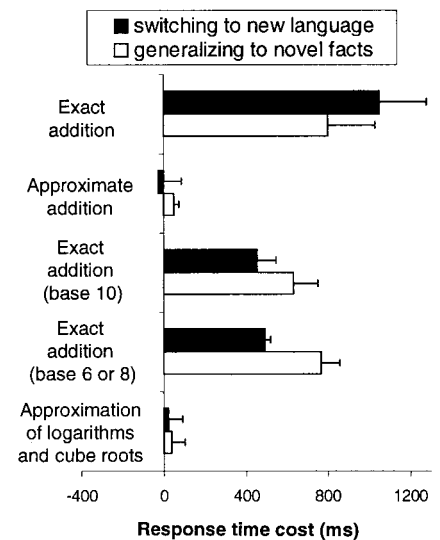 switching to new language
generalizing to novel facts
Exact
addition
Approximate
addition
Exact
addition
(base 10)
Exact
addition
(base 6 or 8)
Approximation
of logarithms
and cube roots
-400 0 400 800 1200
Response time cost (ms)